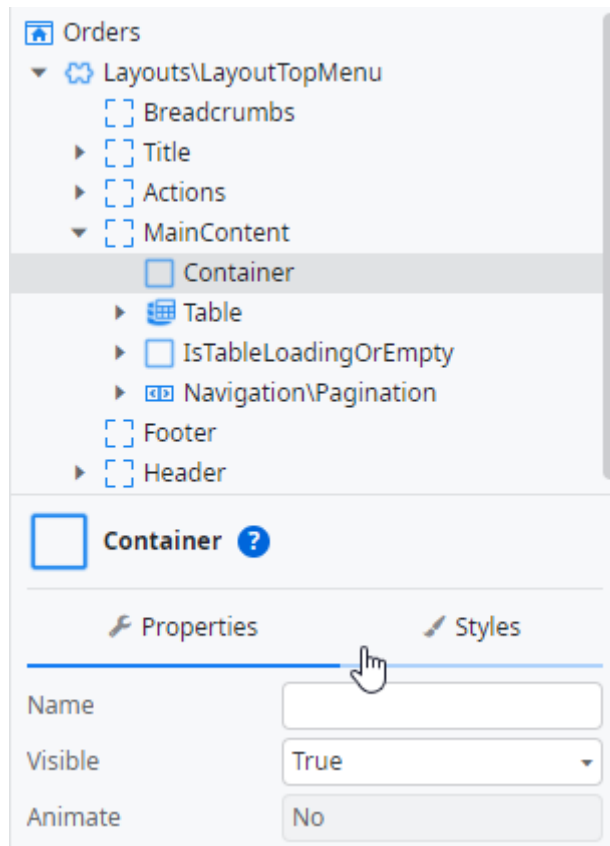 Orders
Layouts\LayoutTopMenu
Breadcrumbs
Title
Actions
MainContent
Container
Table
IsTableLoadingOrEmpty
Navigation\Pagination
Footer
Header
Container ?
Properties Styles
Name
Visible True
Animate No